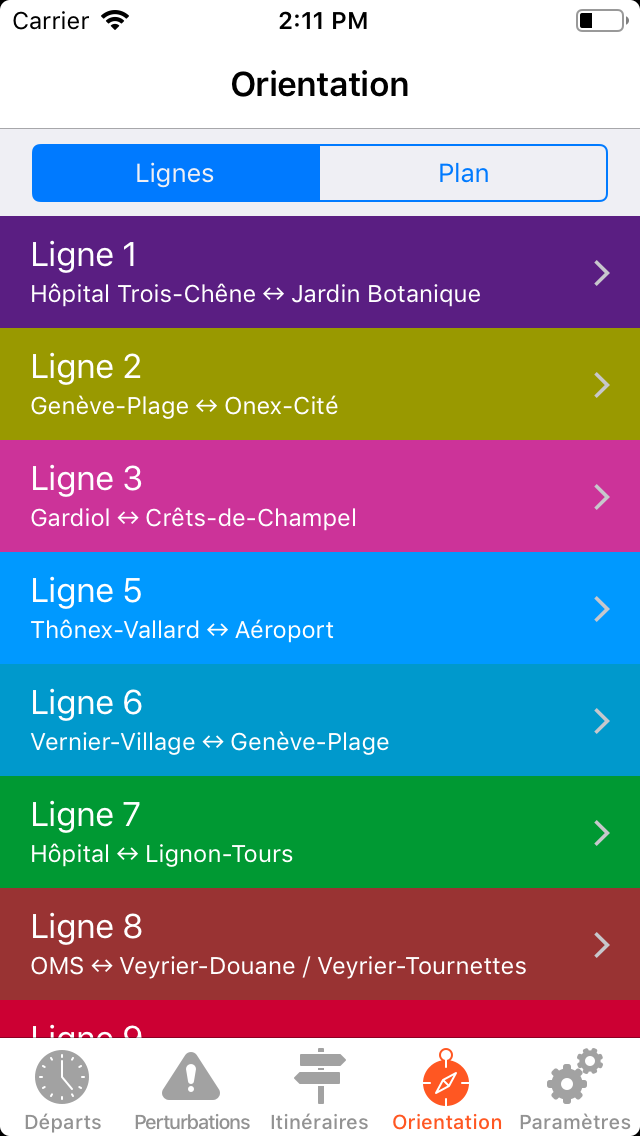 Carrier 2:11 PM
Orientation
Lignes Plan
Ligne 1
Hôpital Trois-Chêne ↔ Jardin Botanique
Ligne 2
Genève-Plage ↔ Onex-Cité
Ligne 3
Gardiol ↔ Crêts-de-Champel
Ligne 5
Thônex-Vallard ↔ Aéroport
Ligne 6
Vernier-Village ↔ Genève-Plage
Ligne 7
Hôpital ↔ Lignon-Tours
Ligne 8
OMS ↔ Veyrier-Douane / Veyrier-Tournettes
Ligne 9
Départs Perturbations Itinéraires Orientation Paramètres